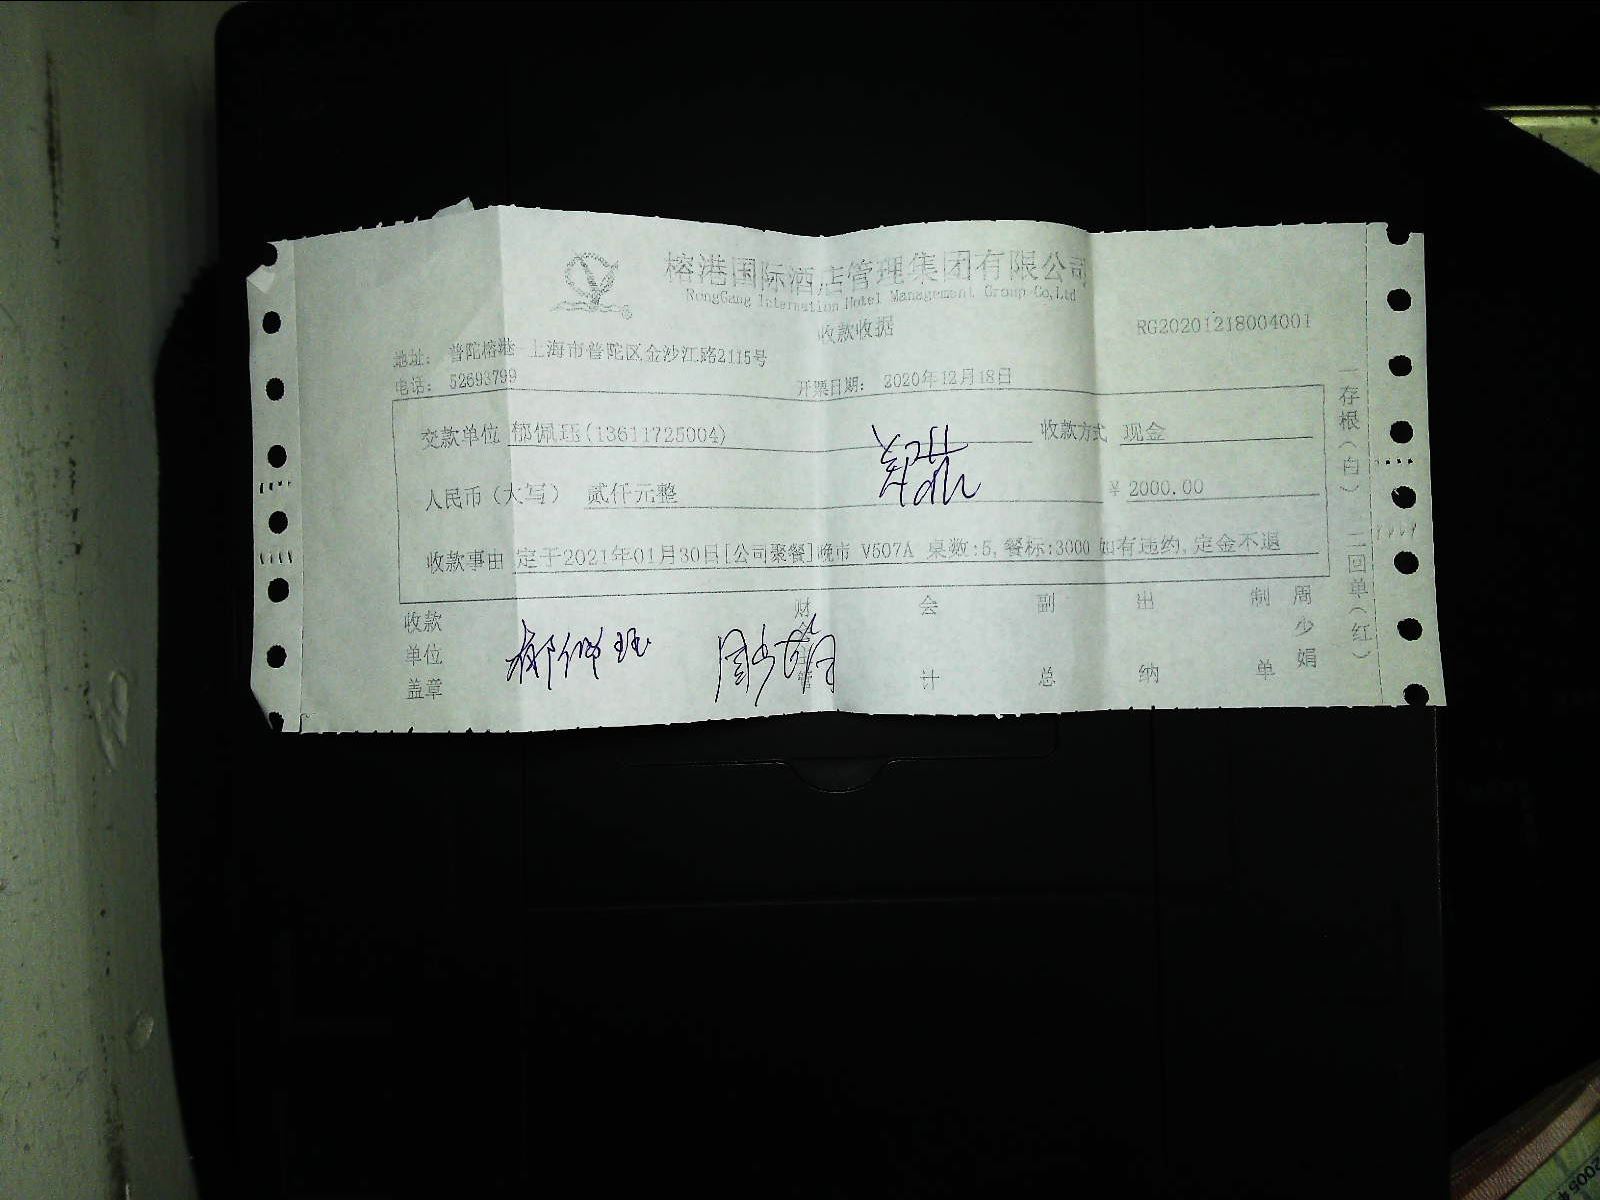 榕港国际酒店管理集团有限公司
RongGang Internation Hotel Management Group Co,Ltd
收款收据
RG20201218004001
地址： 普陀榕港-上海市普陀区金沙江路2115号
电话： 52693799 开票日期： 2020年12月18日
交款单位 郁佩珏(13611725004) 收款方式 现金
人民币（大写） 贰仟元整 ￥ 2000.00
收款事由 定于2021年01月30日[公司聚餐]晚市 V507A 桌数:5,餐标:3000 如有违约,定金不退
收款单位盖章 郁佩珏 周少娟 会计 副总 出纳 制单 周少娟
一存根（白） 二回单（红）